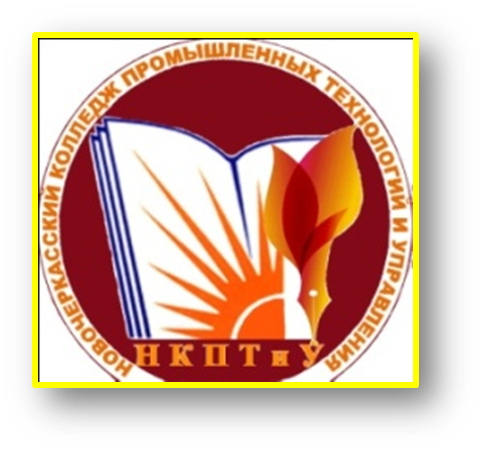 НОВОЧЕРКАССКИЙ КОЛЛЕДЖ ПРОМЫШЛЕННЫХ ТЕХНОЛОГИЙ И УПРАВЛЕНИЯ
НКПТиУ